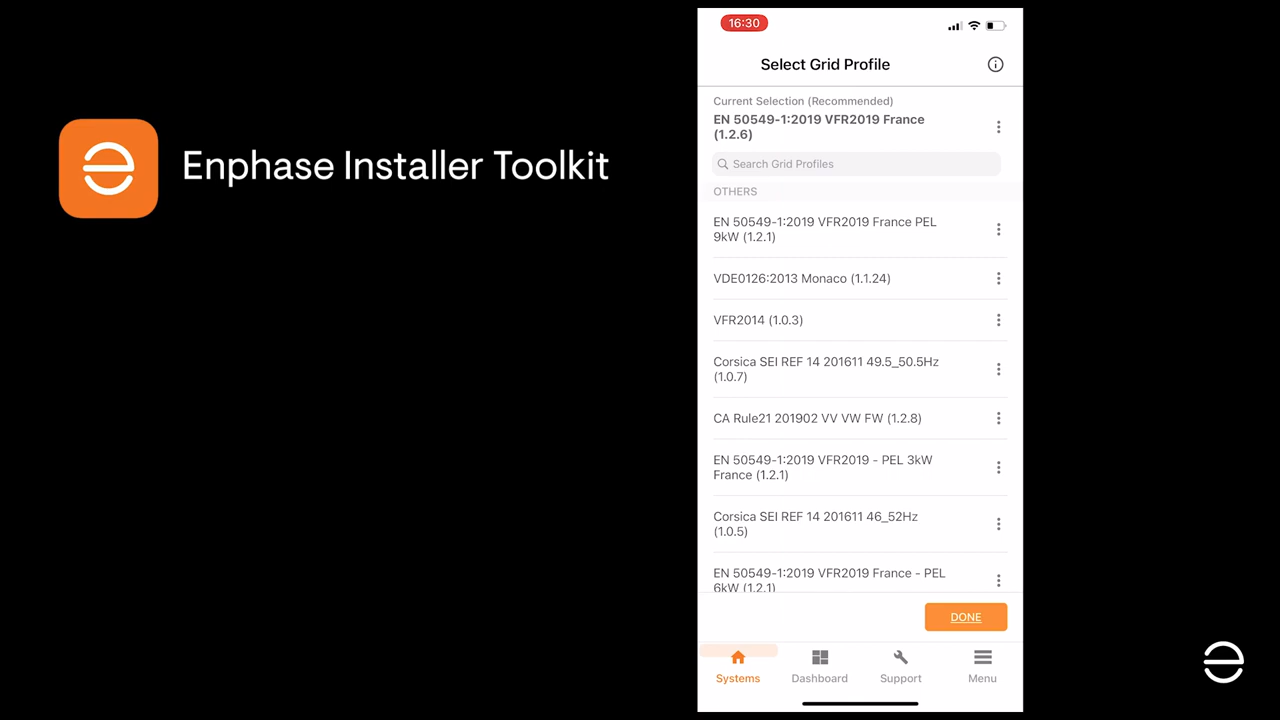 Enphase Installer Toolkit
16:30
Select Grid Profile
Current Selection (Recommended)
EN 50549-1:2019 VFR2019 France
(1.2.6)
Search Grid Profiles
OTHERS
EN 50549-1:2019 VFR2019 France PEL
9kW (1.2.1)
VDE0126:2013 Monaco (1.1.24)
VFR2014 (1.0.3)
Corsica SEI REF 14 201611 49.5_50.5Hz
(1.0.7)
CA Rule21 201902 VV VW FW (1.2.8)
EN 50549-1:2019 VFR2019 - PEL 3kW
France (1.2.1)
Corsica SEI REF 14 201611 46_52Hz
(1.0.5)
EN 50549-1:2019 VFR2019 France - PEL
6kW (1.2.1)
DONE
Systems
Dashboard
Support
Menu